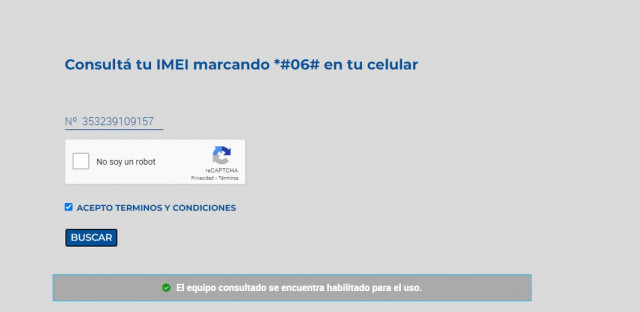 Consultá tu IMEI marcando *#06# en tu celular
Nº 353239109157
No soy un robot
reCAPTCHA
Privacidad - Términos
ACEPTO TERMINOS Y CONDICIONES
BUSCAR
El equipo consultado se encuentra habilitado para el uso.